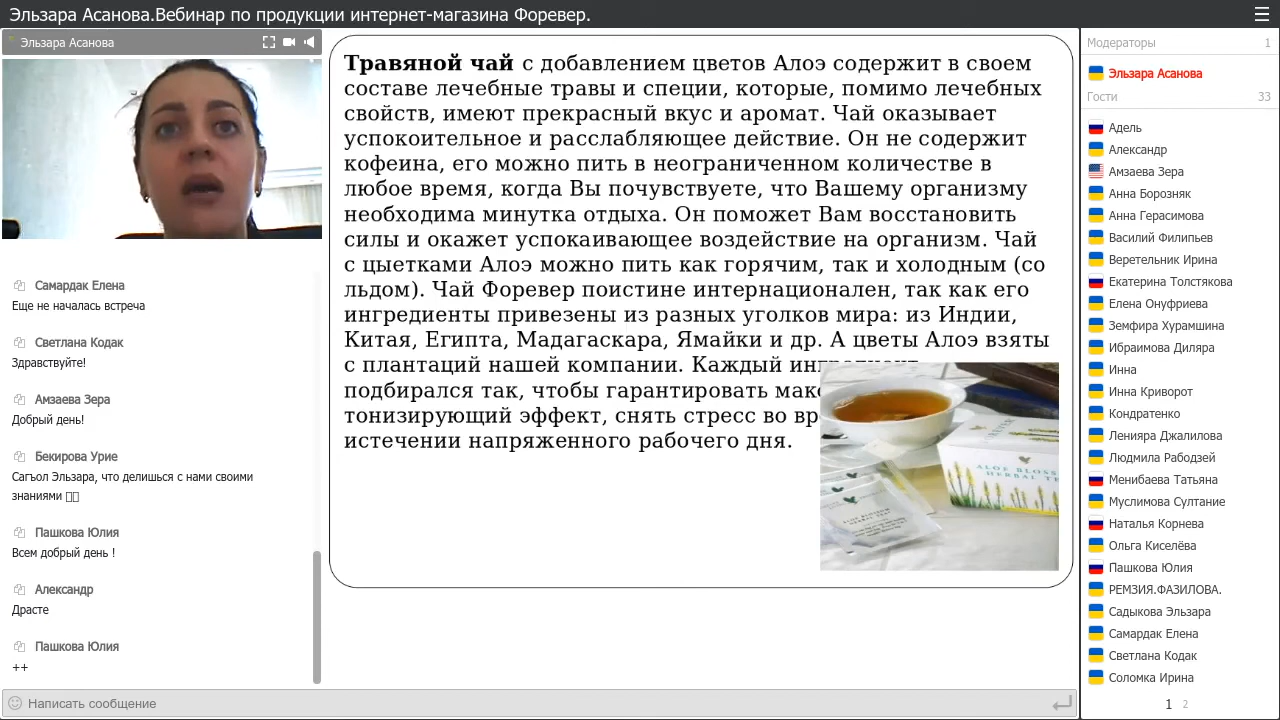 Эльзара Асанова.Вебинар по продукции интернет-магазина Форевер.
Эльзара Асанова
Самардак Елена
Еще не началась встреча
Светлана Кодак
Здравствуйте!
Амзаева Зера
Добрый день!
Бекирова Урие
Сагъол Эльзара, что делишься с нами своими
знаниями
Пашкова Юлия
Всем добрый день !
Александр
Драсте
Пашкова Юлия
++
Написать сообщение
Травяной чай с добавлением цветов Алоэ содержит в своем
составе лечебные травы и специи, которые, помимо лечебных
свойств, имеют прекрасный вкус и аромат. Чай оказывает
успокоительное и расслабляющее действие. Он не содержит
кофеина, его можно пить в неограниченном количестве в
любое время, когда Вы почувствуете, что Вашему организму
необходима минутка отдыха. Он поможет Вам восстановить
силы и окажет успокаивающее воздействие на организм. Чай
с цыетками Алоэ можно пить как горячим, так и холодным (со
льдом). Чай Форевер поистине интернационален, так как его
ингредиенты привезены из разных уголков мира: из Индии,
Китая, Египта, Мадагаскара, Ямайки и др. А цветы Алоэ взяты
с плантаций нашей компании. Каждый
подбирался так, чтобы гарантировать
тонизирующий эффект, снять стресс во
истечении напряженного рабочего дня.
ALOE BLOSSOM
HERBAL TEA
ALOE BLOSSOM
HERBAL TEA
Модераторы 1
Эльзара Асанова
Гости 33
Адель
Александр
Амзаева Зера
Анна Борозняк
Анна Герасимова
Василий Филипьев
Веретельник Ирина
Екатерина Толстякова
Елена Онуфриева
Земфира Хурамшина
Ибраимова Диляра
Инна
Инна Криворот
Кондратенко
Ленияра Джалилова
Людмила Рабодзей
Менибаева Татьяна
Муслимова Султание
Наталья Корнева
Ольга Киселёва
Пашкова Юлия
РЕМЗИЯ.ФАЗИЛОВА.
Садыкова Эльзара
Самардак Елена
Светлана Кодак
Соломка Ирина
1 2